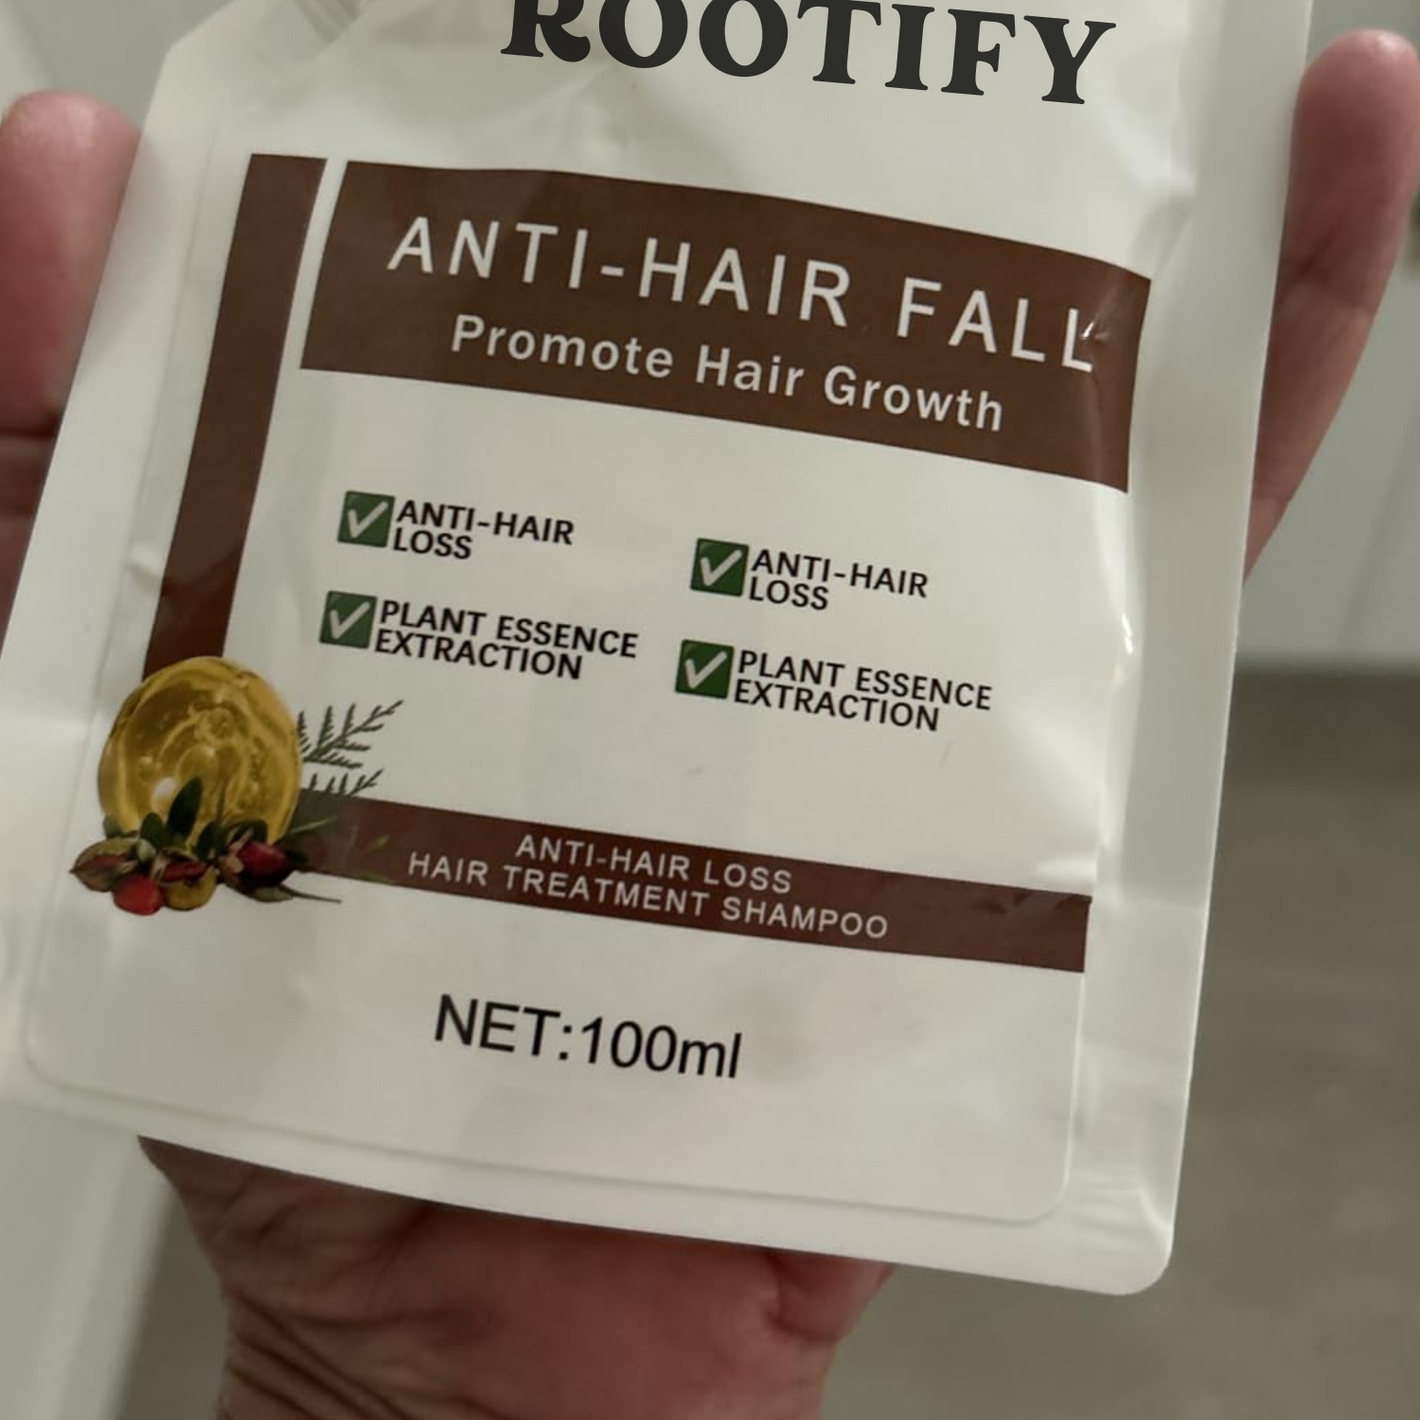 ROOTIFY
ANTI-HAIR FALL
Promote Hair Growth
ANTI-HAIR
LOSS
PLANT ESSENCE
EXTRACTION
ANTI-HAIR
LOSS
PLANT ESSENCE
EXTRACTION
ANTI-HAIR LOSS
HAIR TREATMENT SHAMPOO
NET:100ml